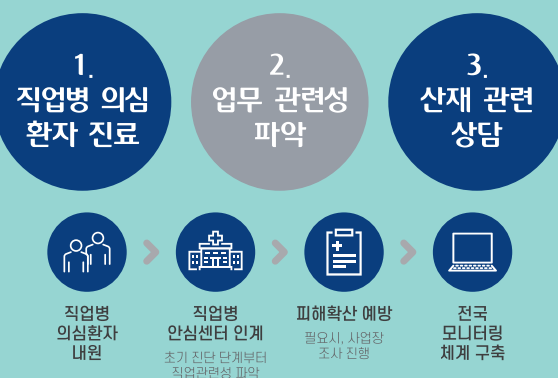 1.
직업병 의심
환자 진료
2.
업무 관련성
파악
3.
산재 관련
상담
직업병
의심환자
내원
직업병
안심센터 인계
초기 진단 단계부터
직업관련성 파악
피해확산 예방
필요시, 사업장
조사 진행
전국
모니터링
체계 구축